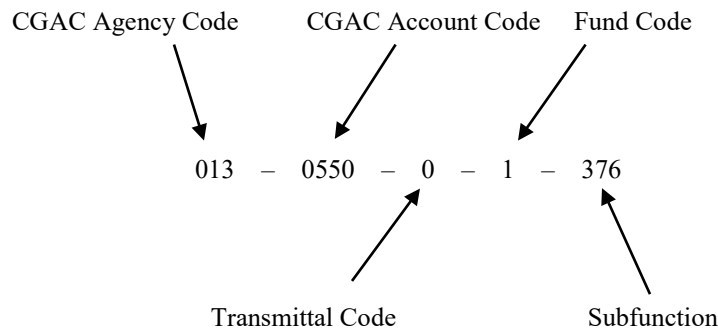 CGAC Agency Code CGAC Account Code Fund Code
013 – 0550 – 0 – 1 – 376
Transmittal Code Subfunction